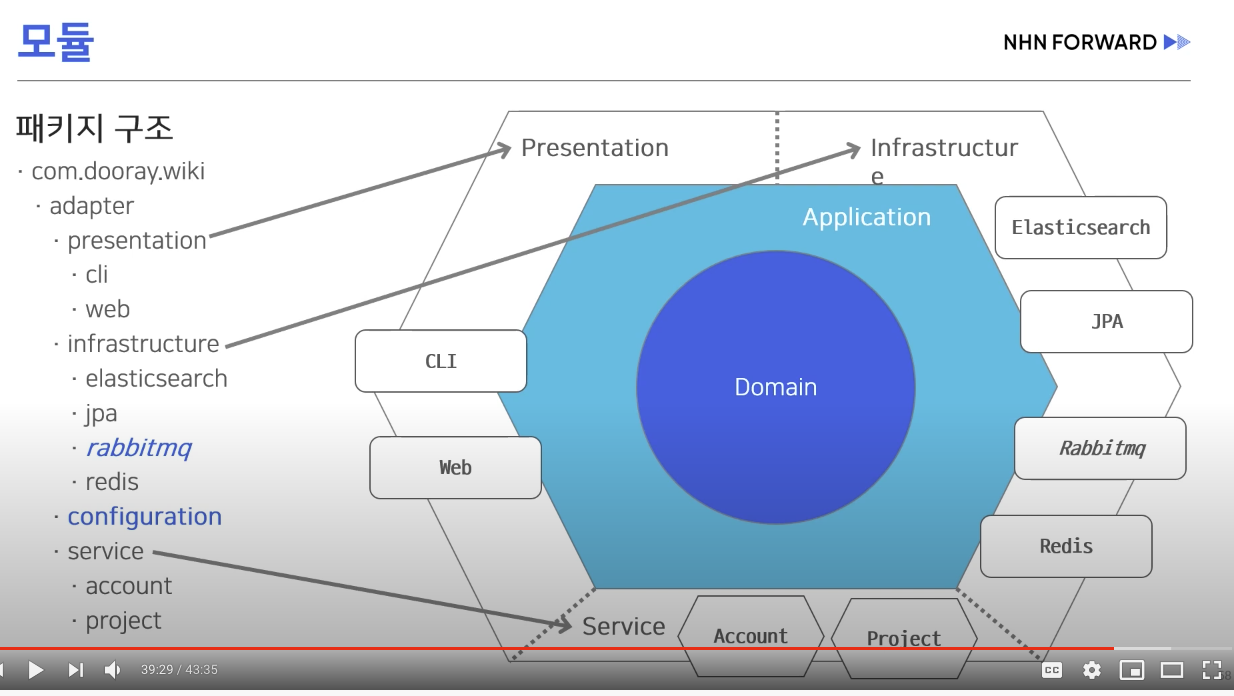 모듈
NHN FORWARD
패키지 구조
· com.dooray.wiki
· adapter
· presentation
· cli
· web
· infrastructure
· elasticsearch
· jpa
· rabbitmq
· redis
· configuration
· service
· account
· project
Presentation
Infrastructur
e
Application
Elasticsearch
JPA
CLI
Domain
Web
Rabbitmq
Redis
Service
Account
Project
39:29 / 43:35
CC